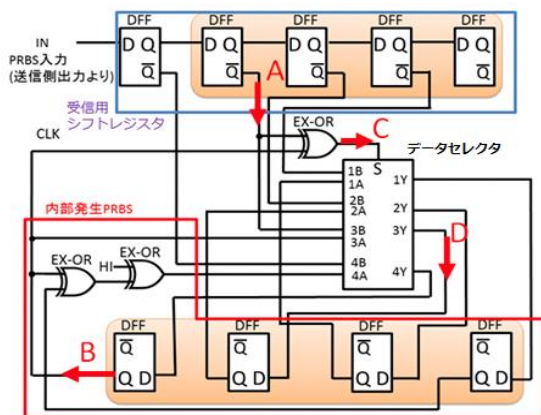 DFF DFF DFF DFF DFF
IN
PRBS入力
(送信側出力より)
D Q D Q D Q D Q D Q
Q Q Q Q Q
A
受信用
シフトレジスタ
CLK
EX-OR
C
データセレクタ
S
1B 1Y
1A
2B 2Y
2A
3B 3Y
3A
4B
4A 4Y
D
内部発生PRBS
EX-OR HI EX-OR
DFF DFF DFF DFF
B
Q Q Q Q
Q D Q D Q D Q D